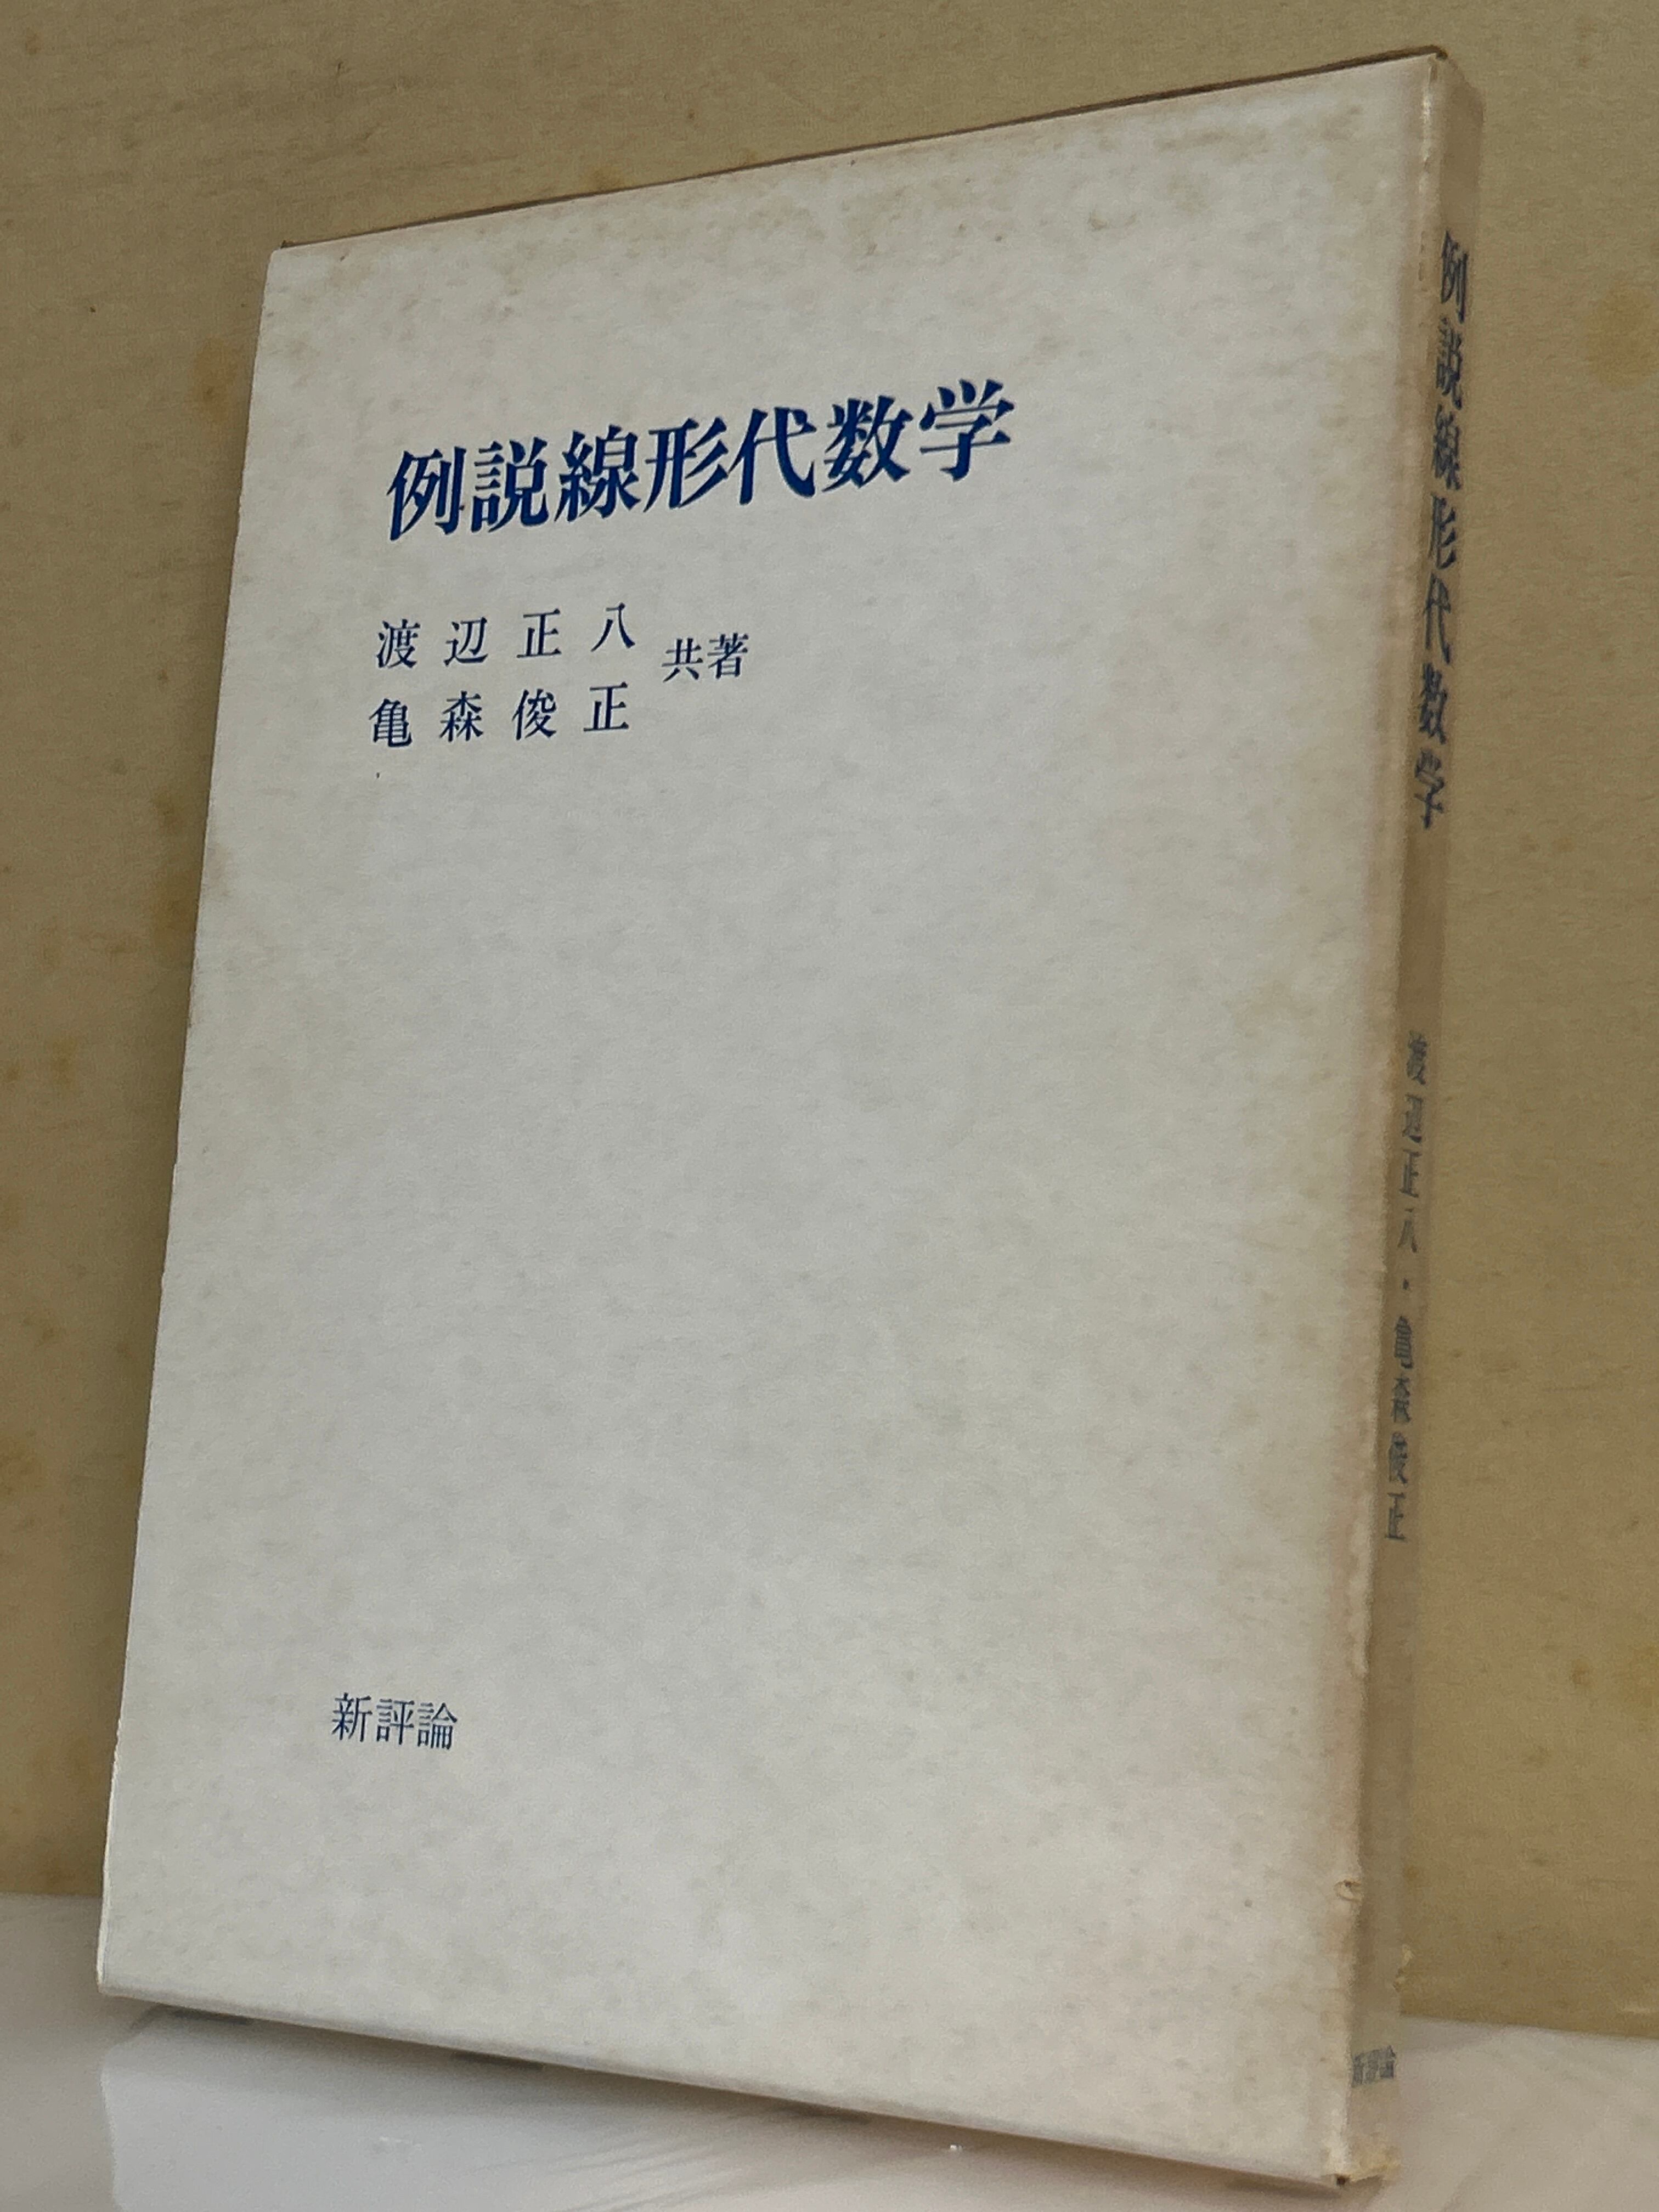 例説線形代数学
渡辺正八
亀森俊正
共著
新評論
例説線形代数学
渡辺正八・亀森俊正
新評論